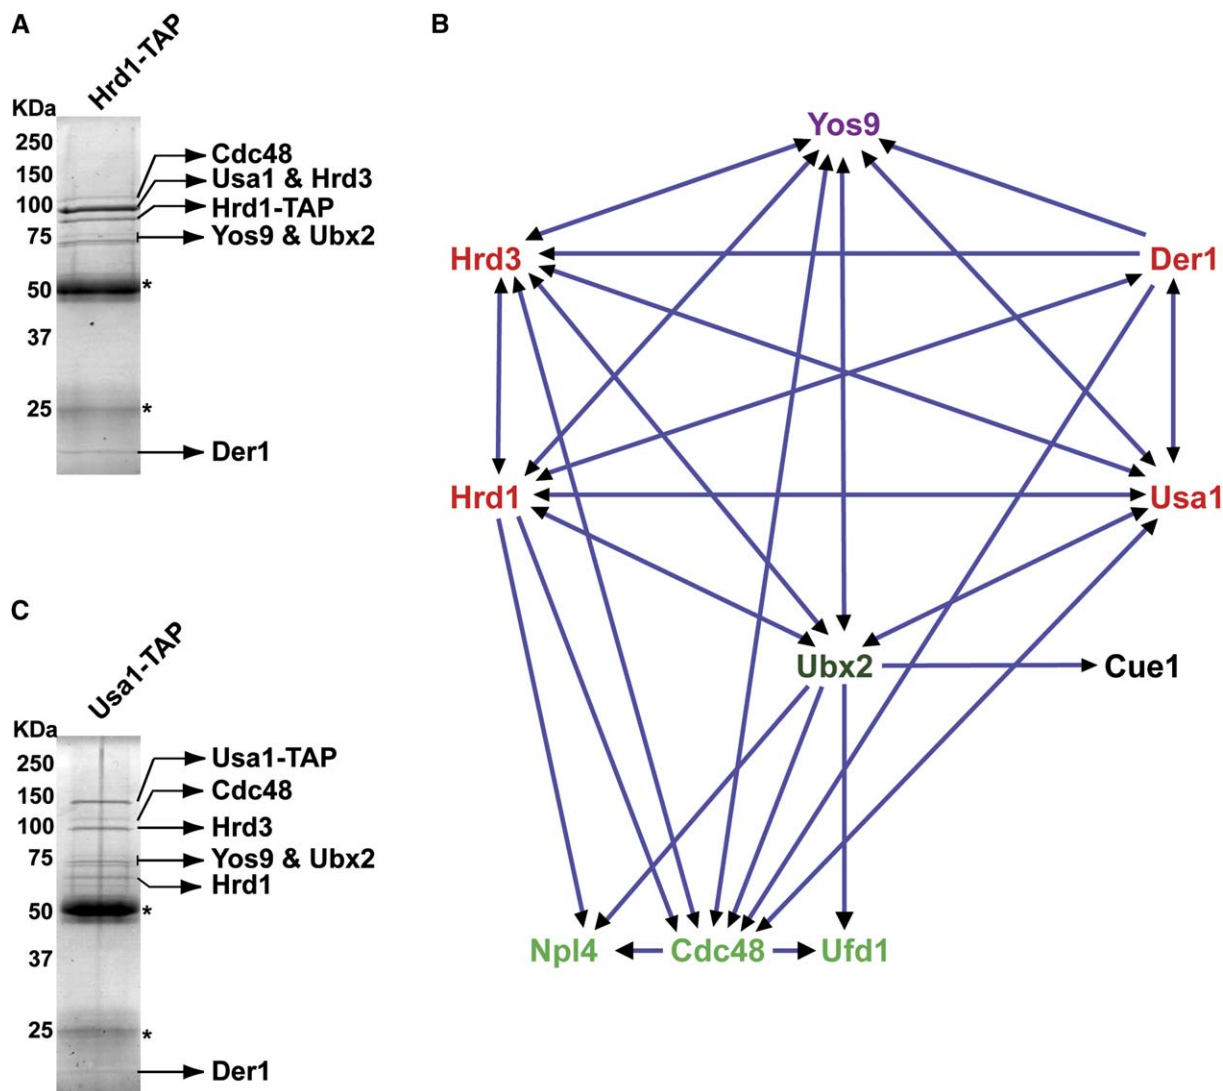 A
Hrd1-TAP
KDa
250
150
100
75
50
37
25
Cdc48
Usa1 & Hrd3
Hrd1-TAP
Yos9 & Ubx2
*
*
Der1
B
Yos9
Hrd3
Der1
Hrd1
Usa1
Ubx2
Cue1
Npl4
Cdc48
Ufd1
C
Usa1-TAP
KDa
250
150
100
75
50
37
25
Usa1-TAP
Cdc48
Hrd3
Yos9 & Ubx2
Hrd1
*
*
Der1